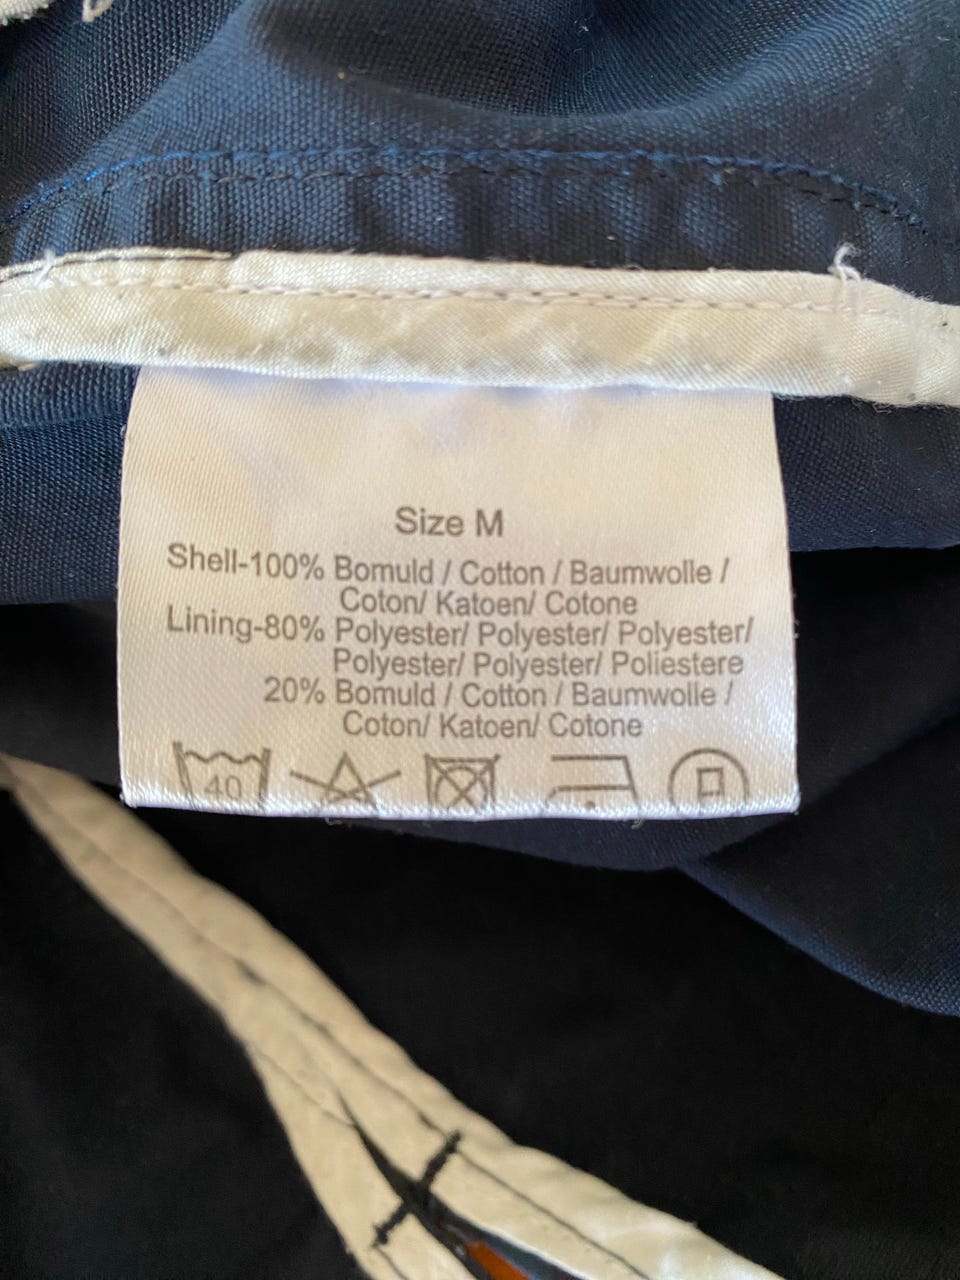 Size M
Shell-100% Bomuld / Cotton / Baumwolle /
Coton/ Katoen/ Cotone
Lining-80% Polyester/ Polyester/ Polyester/
Polyester/ Polyester/ Poliestere
20% Bomuld / Cotton / Baumwolle /
Coton/ Katoen/ Cotone
40